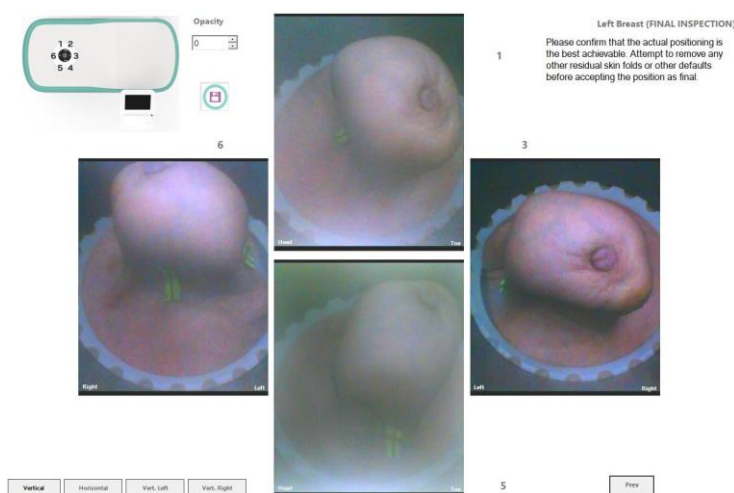 Opacity
0
1 2
6 3
5 4
Left Breast (FINAL INSPECTION)
Please confirm that the actual positioning is
the best achievable. Attempt to remove any
other residual skin folds or other defaults
before accepting the position as final.
1
6
3
Head Toe
Right Left
Left Right
Head Toe
5
Vertical Horizontal Vert. Left Vert. Right
Prev